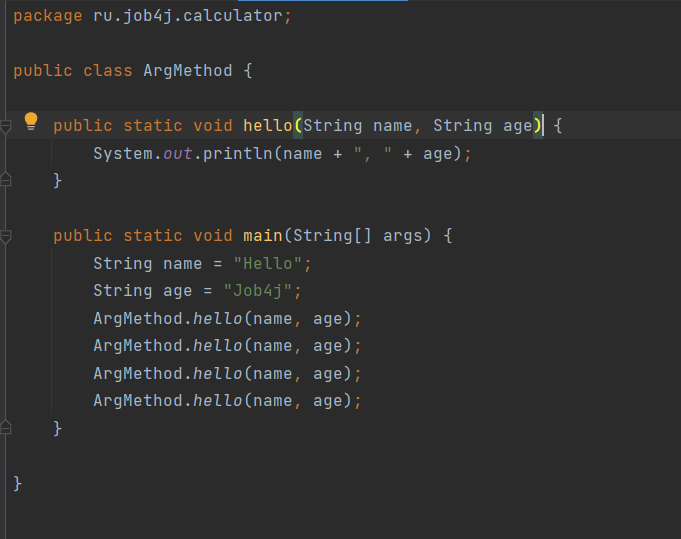 package ru.job4j.calculator;
public class ArgMethod {
public static void hello(String name, String age) {
System.out.println(name + ", " + age);
}
public static void main(String[] args) {
String name = "Hello";
String age = "Job4j";
ArgMethod.hello(name, age);
ArgMethod.hello(name, age);
ArgMethod.hello(name, age);
ArgMethod.hello(name, age);
}
}